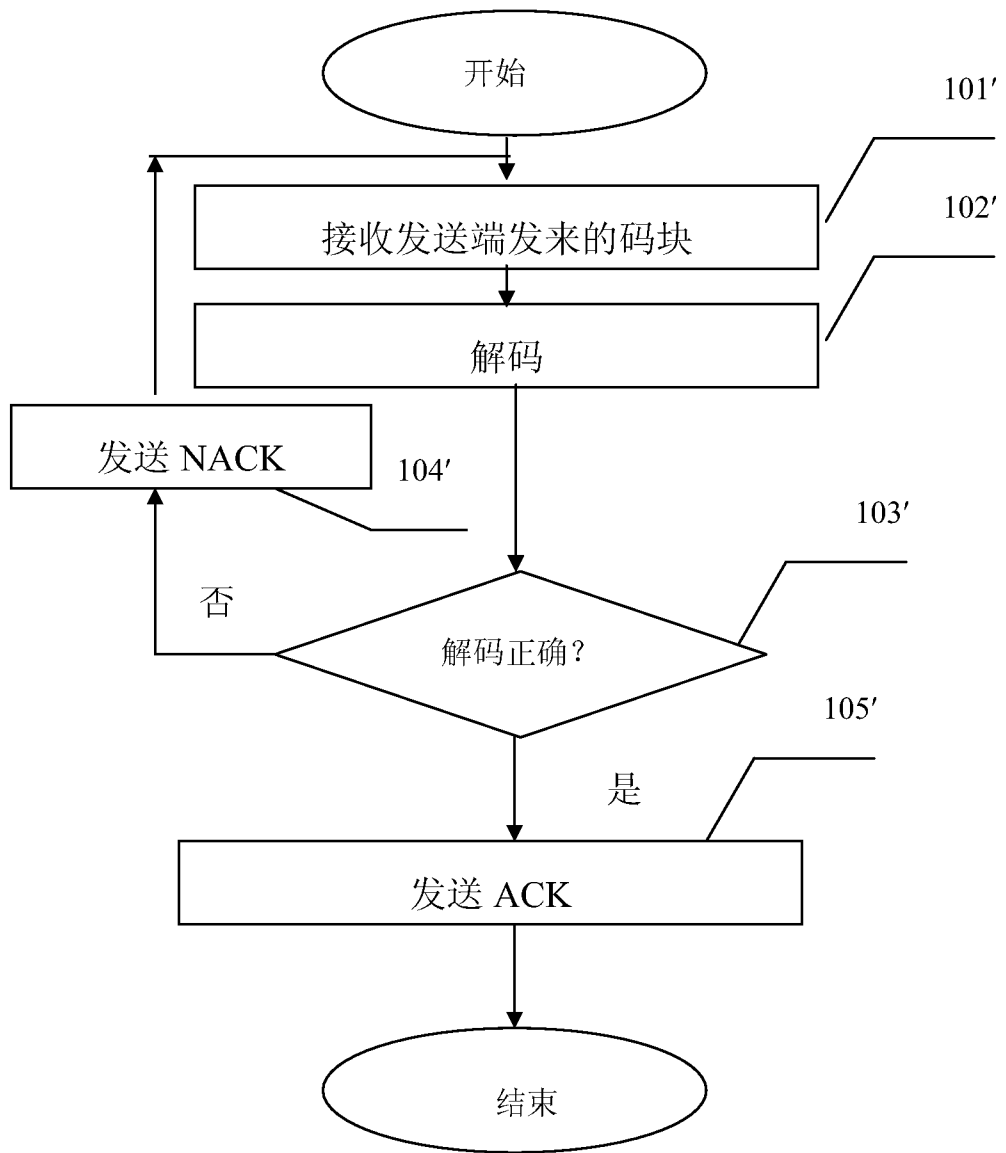 开始
101′
接收发送端发来的码块
102′
解码
发送 NACK
104′
103′
否
解码正确?
105′
是
发送 ACK
结束